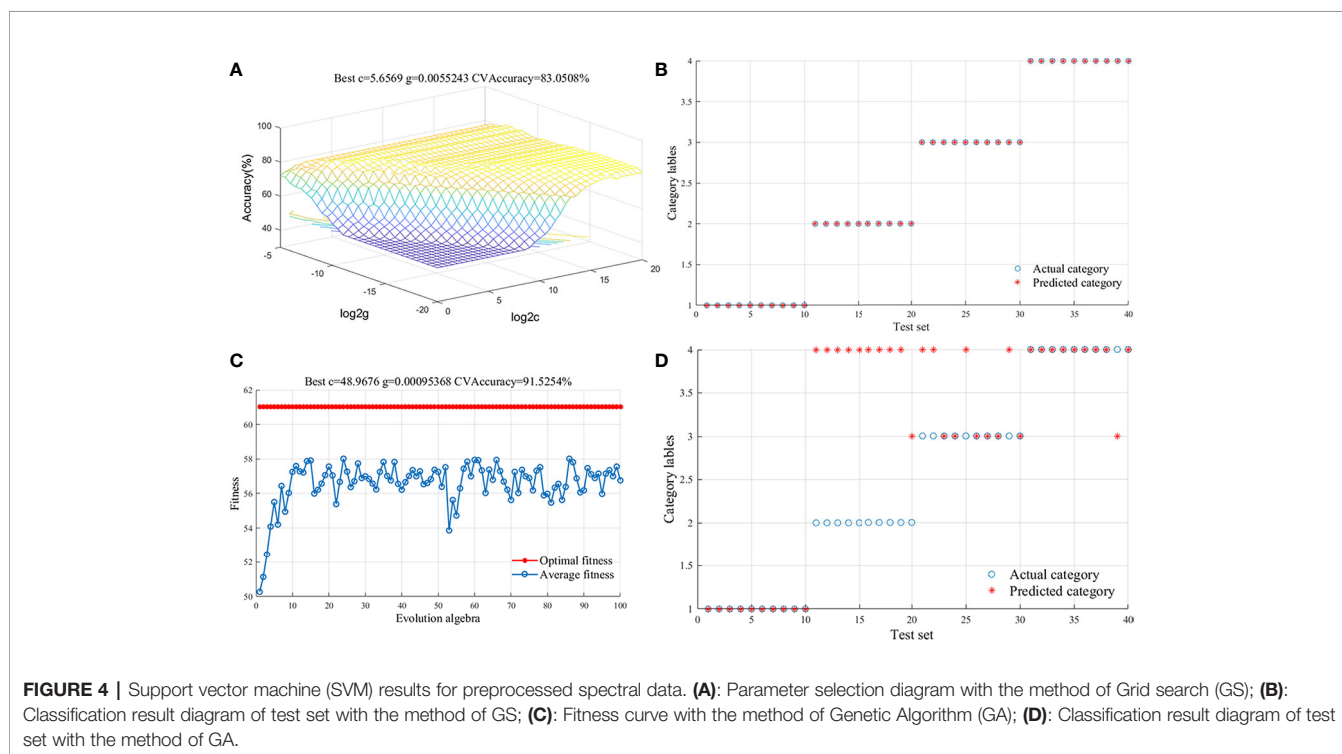 A
Best c=5.6569 g=0.0055243 CVAccuracy=83.0508%
100
80
60
40
Accuracy(%)
-5
-10
-15
-20
log2g
0
5
10
15
20
log2c
B
4
3.5
3
2.5
2
1.5
1
Category lables
Actual category
Predicted category
0 5 10 15 20 25 30 35 40
Test set
C
Best c=48.9676 g=0.00095368 CVAccuracy=91.5254%
62
60
58
56
54
52
50
Fitness
Optimal fitness
Average fitness
0 10 20 30 40 50 60 70 80 90 100
Evolution algebra
D
4
3.5
3
2.5
2
1.5
1
Category lables
Actual category
Predicted category
0 5 10 15 20 25 30 35 40
Test set
FIGURE 4 | Support vector machine (SVM) results for preprocessed spectral data. (A): Parameter selection diagram with the method of Grid search (GS); (B):
Classification result diagram of test set with the method of GS; (C): Fitness curve with the method of Genetic Algorithm (GA); (D): Classification result diagram of test
set with the method of GA.